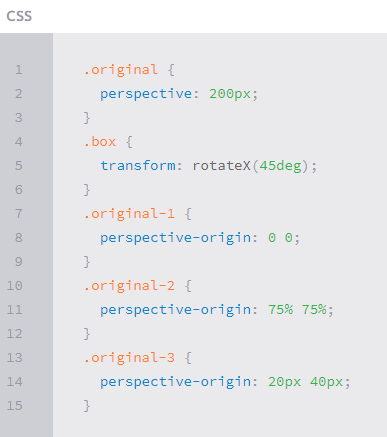 CSS
1 .original {
2 perspective: 200px;
3 }
4 .box {
5 transform: rotateX(45deg);
6 }
7 .original-1 {
8 perspective-origin: 0 0;
9 }
10 .original-2 {
11 perspective-origin: 75% 75%;
12 }
13 .original-3 {
14 perspective-origin: 20px 40px;
15 }